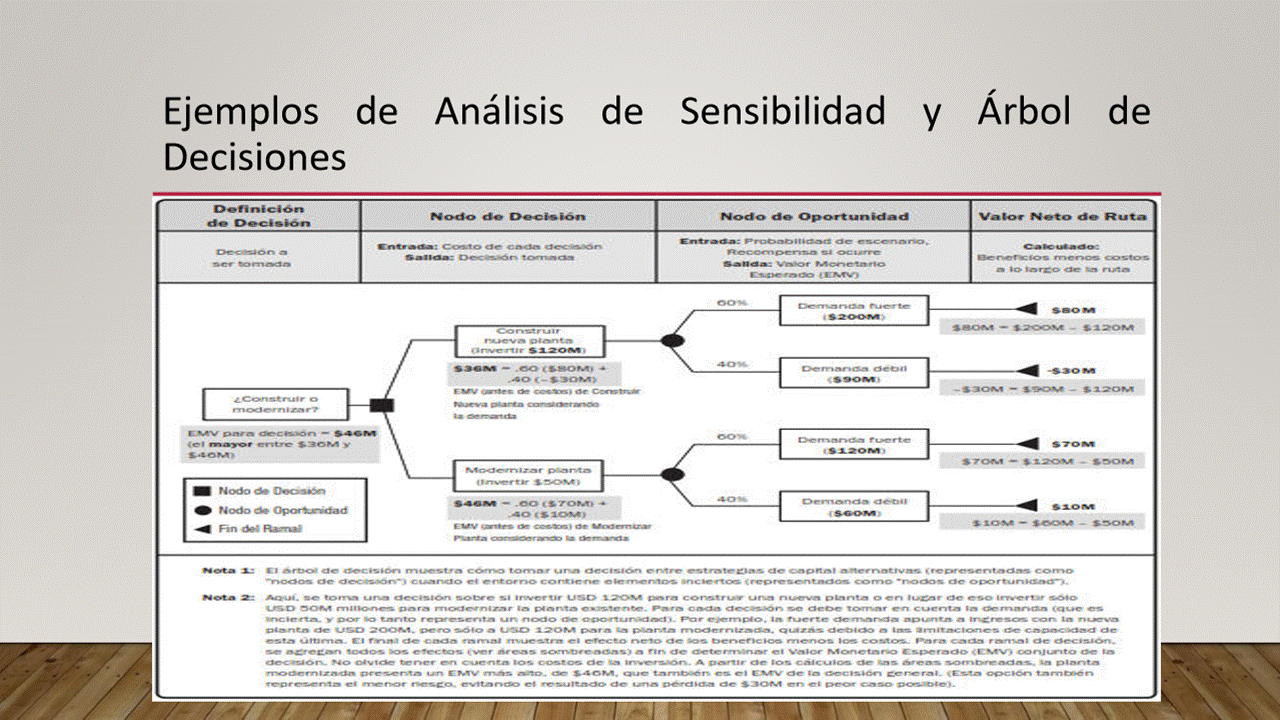 Ejemplos de Análisis de Sensibilidad y Árbol de
Decisiones
Definición
de Decisión
Nodo de Decisión
Nodo de Oportunidad
Valor Neto de Ruta
Decisión a
ser tomada
Entrada: Costo de cada decisión
Salida: Decisión tomada
Entrada: Probabilidad de escenario,
Recompensa si ocurre
Salida: Valor Monetario
Esperado (EMV)
Calculado:
Beneficios menos costos
a lo largo de la ruta
¿Construir o
modernizar?
EMV para decisión = $46M
(el mayor entre $36M y
$46M)
Construir
nueva planta
(Invertir $120M)
$36M = .60 ($80M) +
.40 (–$30M)
EMV (antes de costos) de Construir
Nueva planta considerando
la demanda
60%
Demanda fuerte
($200M)
$80M
$80M = $200M – $120M
40%
Demanda débil
($90M)
-$30M
–$30M = $90M – $120M
Modernizar planta
(Invertir $50M)
$46M = .60 ($70M) +
.40 ($10M)
EMV (antes de costos) de Modernizar
Planta considerando la demanda
60%
Demanda fuerte
($120M)
$70M
$70M = $120M – $50M
40%
Demanda débil
($60M)
$10M
$10M = $60M – $50M
Nodo de Decisión
Nodo de Oportunidad
Fin del Ramal
Nota 1: El árbol de decisión muestra cómo tomar una decisión entre estrategias de capital alternativas (representadas como
"nodos de decisión") cuando el entorno contiene elementos inciertos (representados como "nodos de oportunidad").
Nota 2: Aquí, se toma una decisión sobre si invertir USD 120M para construir una nueva planta o en lugar de eso invertir sólo
USD 50M millones para modernizar la planta existente. Para cada decisión se debe tomar en cuenta la demanda (que es
incierta, y por lo tanto representa un nodo de oportunidad). Por ejemplo, la fuerte demanda apunta a ingresos con la nueva
planta de USD 200M, pero sólo a USD 120M para la planta modernizada, quizás debido a las limitaciones de capacidad de
esta última. El final de cada ramal muestra el efecto neto de los beneficios menos los costos. Para cada ramal de decisión,
se agregan todos los efectos (ver áreas sombreadas) a fin de determinar el Valor Monetario Esperado (EMV) conjunto de la
decisión. No olvide tener en cuenta los costos de la inversión. A partir de los cálculos de las áreas sombreadas, la planta
modernizada presenta un EMV más alto, de $46M, que también es el EMV de la decisión general. (Esta opción también
representa el menor riesgo, evitando el resultado de una pérdida de $30M en el peor caso posible).